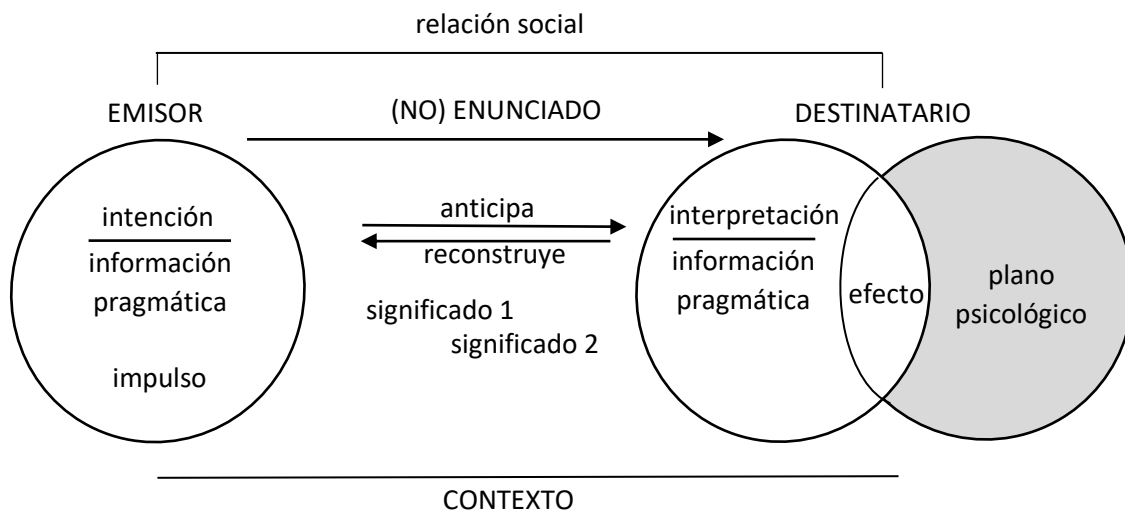 relación social
EMISOR
(NO) ENUNCIADO
DESTINATARIO
intención
información
pragmática
impulso
anticipa
reconstruye
significado 1
significado 2
interpretación
información
pragmática
efecto
plano
psicológico
CONTEXTO